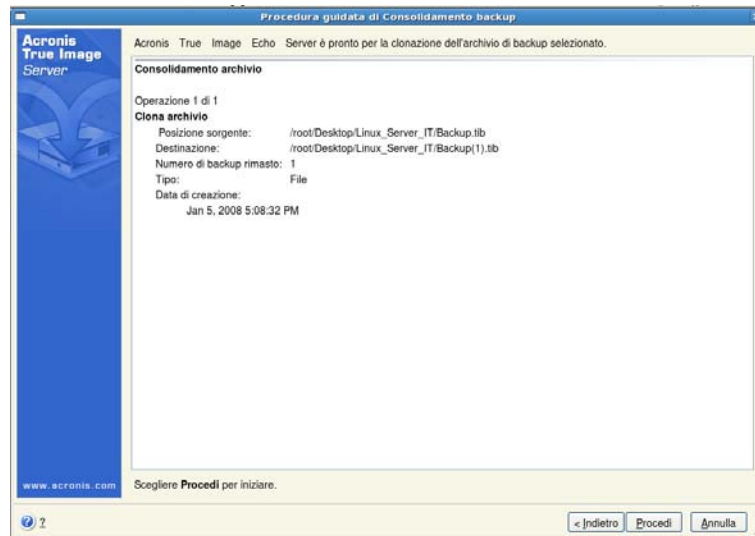 Procedura guidata di Consolidamento backup
Acronis
True Image
Server
Acronis True Image Echo Server è pronto per la clonazione dell'archivio di backup selezionato.
Consolidamento archivio
Operazione 1 di 1
Clona archivio
Posizione sorgente: /root/Desktop/Linux_Server_IT/Backup.tib
Destinazione: /root/Desktop/Linux_Server_IT/Backup(1).tib
Numero di backup rimasto: 1
Tipo: File
Data di creazione:
Jan 5, 2008 5:08:32 PM
www.acronis.com
Scegliere Procedi per iniziare.
? 2
< Indietro Procedi Annulla